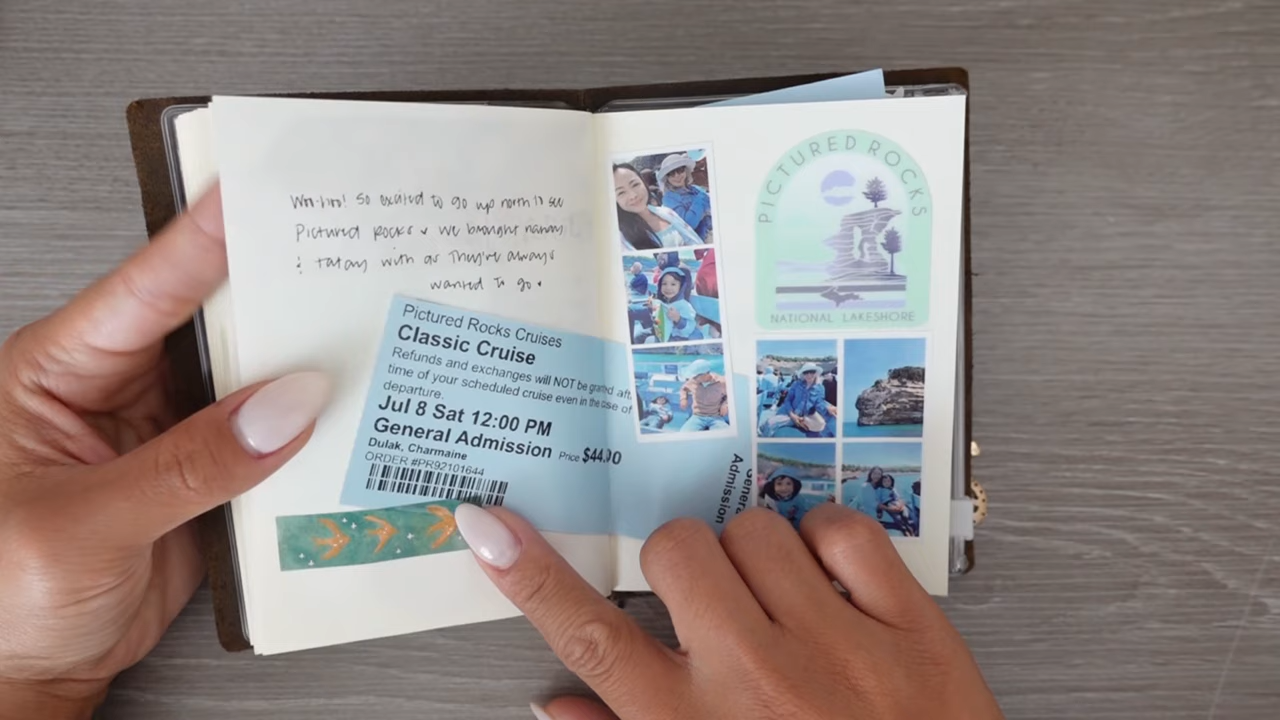 Woo-hoo! So excited to go up north to see
Pictured Rocks & we brought nanay
& tatay with us They're always
wanted to go.
Pictured Rocks Cruises
Classic Cruise
Refunds and exchanges will NOT be granted aft
time of your scheduled cruise even in the case of
departure.
Jul 8 Sat 12:00 PM
General Admission Price $44.00
Dulak, Charmaine
ORDER #PR92101644
General
Admission
PICTURED ROCKS
NATIONAL LAKESHORE